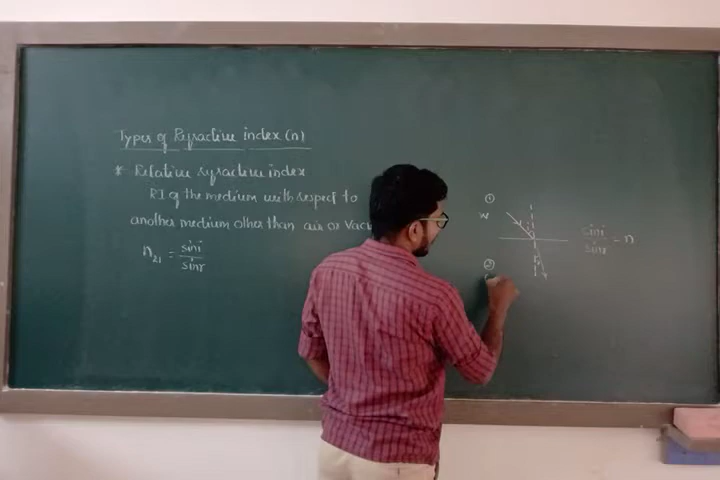 Types of Refractive index (n)
* Relative refractive index
RI of the medium with respect to
another medium other than air or
n₂₁ = sin i / sin r
①
W
sin i / sin r = n
②